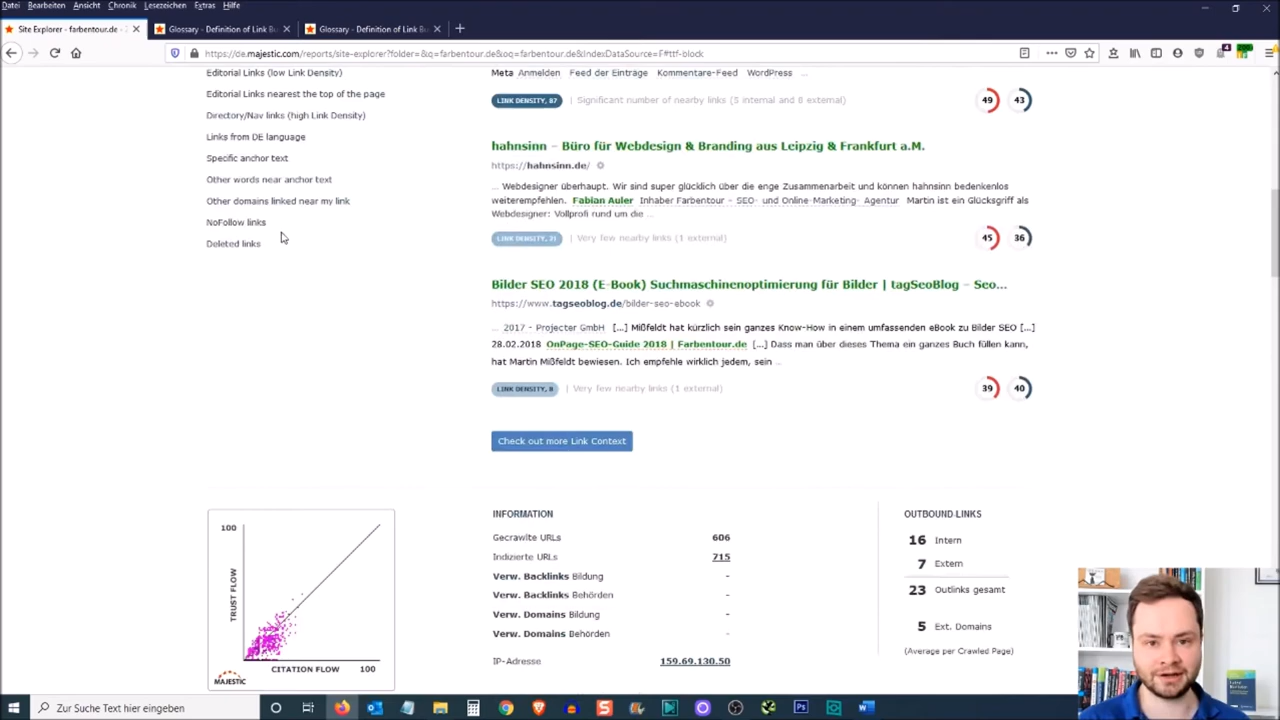 Datei Bearbeiten Ansicht Chronik Lesezeichen Extras Hilfe
Site Explorer - farbentour.de -
Glossary - Definition of Link Bu
Glossary - Definition of Link Bu
https://de.majestic.com/reports/site-explorer?folder=&q=farbentour.de&oq=farbentour.de&IndexDataSource=F#ttf-block
Editorial Links (low Link Density)
Editorial Links nearest the top of the page
Directory/Nav links (high Link Density)
Links from DE language
Specific anchor text
Other words near anchor text
Other domains linked near my link
NoFollow links
Deleted links
Meta Anmelden Feed der Einträge Kommentare-Feed WordPress ...
LINK DENSITY, 87 | Significant number of nearby links (5 internal and 8 external) 49 43
hahnsinn – Büro für Webdesign & Branding aus Leipzig & Frankfurt a.M.
https://hahnsinn.de/
... Webdesigner überhaupt. Wir sind super glücklich über die enge Zusammenarbeit und können hahnsinn bedenkenlos
weiterempfehlen. Fabian Auler Inhaber Farbentour – SEO- und Online-Marketing- Agentur Martin ist ein Glücksgriff als
Webdesigner: Vollprofi rund um die ...
LINK DENSITY, 21 | Very few nearby links (1 external) 45 36
Bilder SEO 2018 (E-Book) Suchmaschinenoptimierung für Bilder | tagSeoBlog – Seo...
https://www.tagseoblog.de/bilder-seo-ebook
... 2017 - Projecter GmbH [...] Mißfeldt hat kürzlich sein ganzes Know-How in einem umfassenden eBook zu Bilder SEO [...]
28.02.2018 OnPage-SEO-Guide 2018 | Farbentour.de [...] Dass man über dieses Thema ein ganzes Buch füllen kann,
hat Martin Mißfeldt bewiesen. Ich empfehle wirklich jedem, sein ...
LINK DENSITY, 8 | Very few nearby links (1 external) 39 40
Check out more Link Context
100
TRUST FLOW
CITATION FLOW 100
MAJESTIC
INFORMATION
Gecrawlte URLs 606
Indizierte URLs 715
Verw. Backlinks Bildung -
Verw. Backlinks Behörden -
Verw. Domains Bildung -
Verw. Domains Behörden -
IP-Adresse 159.69.130.50
OUTBOUND LINKS
16 Intern
7 Extern
23 Outlinks gesamt
5 Ext. Domains
(Average per Crawled Page)
Zur Suche Text hier eingeben